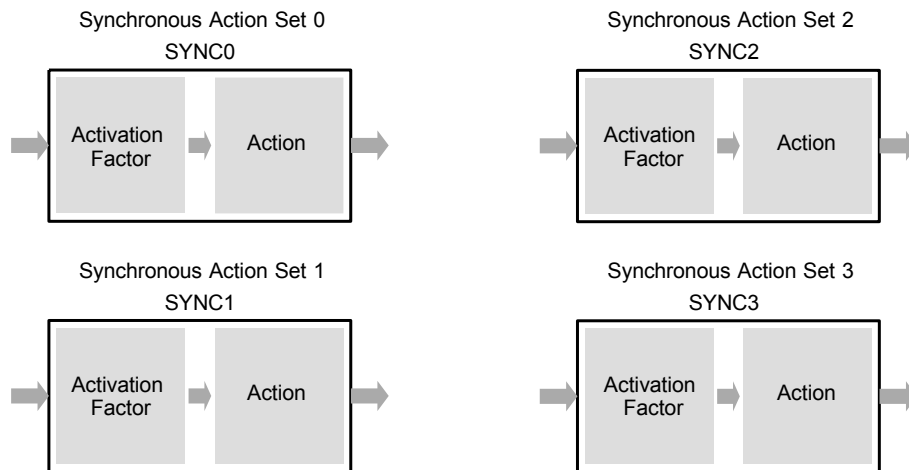 Synchronous Action Set 0
SYNC0
Activation
Factor
Action
Synchronous Action Set 2
SYNC2
Activation
Factor
Action
Synchronous Action Set 1
SYNC1
Activation
Factor
Action
Synchronous Action Set 3
SYNC3
Activation
Factor
Action